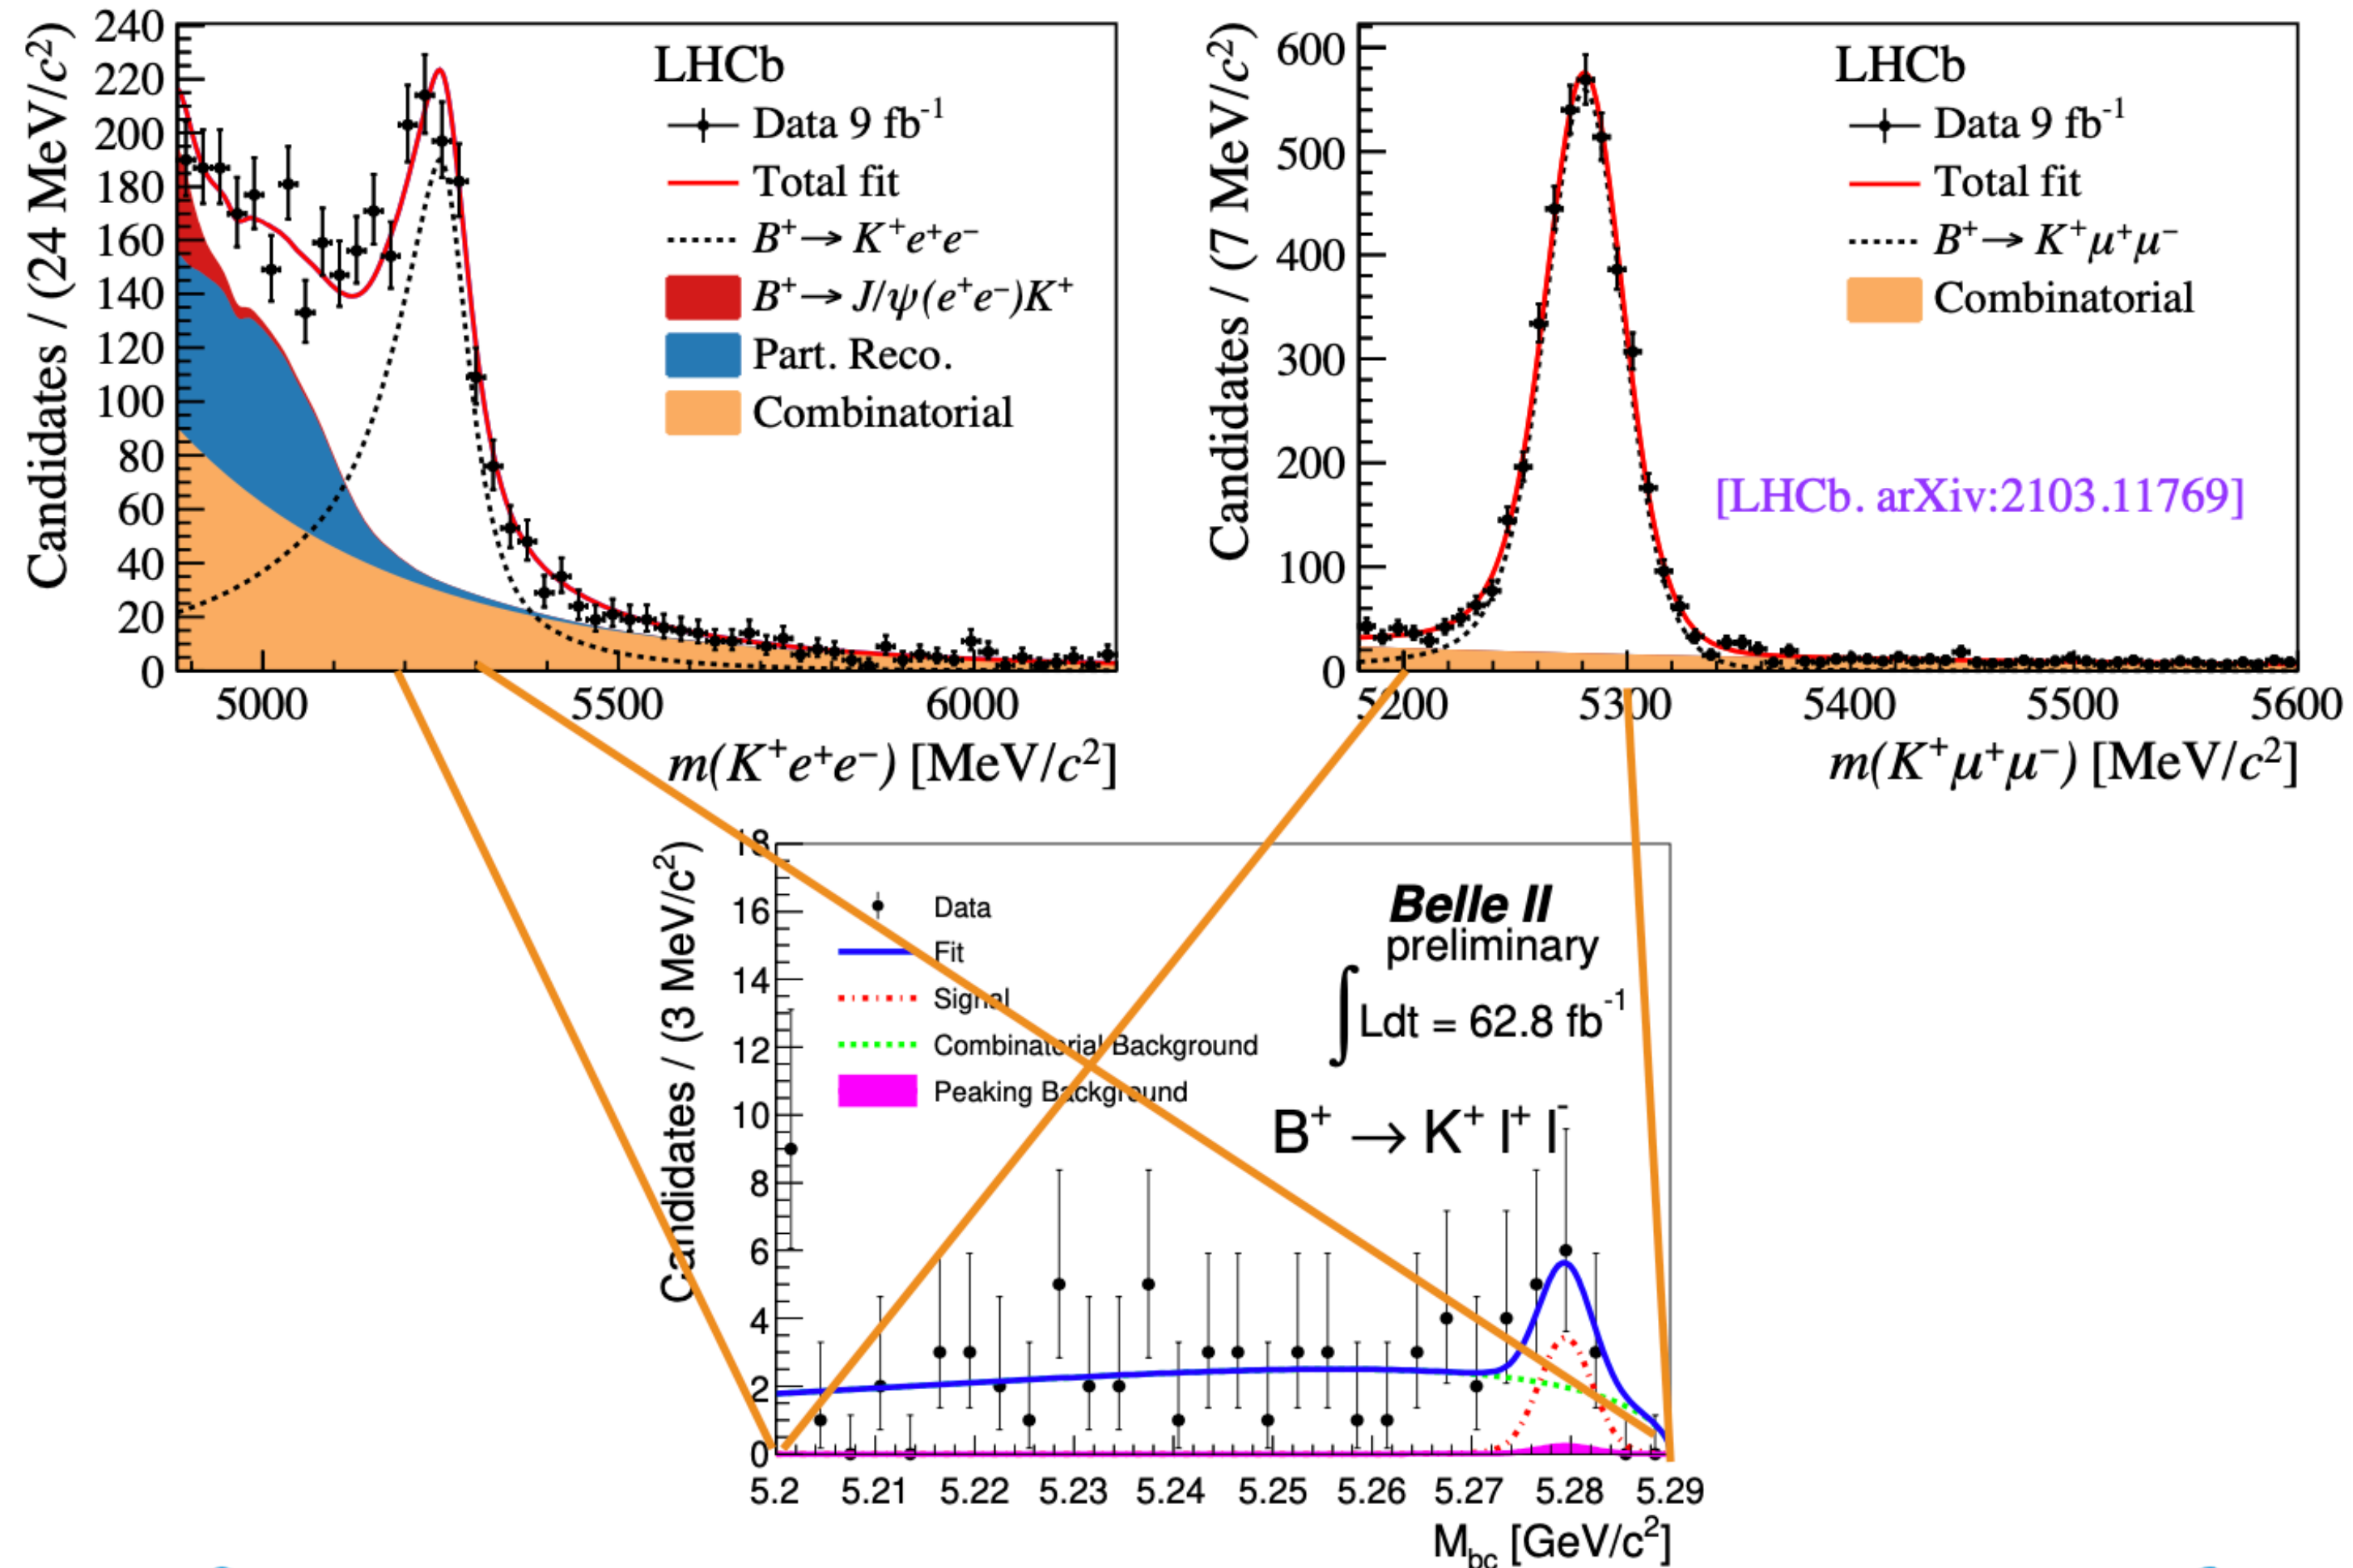 Candidates / (24 MeV/c²)
240
220
200
180
160
140
120
100
80
60
40
20
0
LHCb
Data 9 fb⁻¹
Total fit
B⁺→ K⁺e⁺e⁻
B⁺→ J/ψ(e⁺e⁻)K⁺
Part. Reco.
Combinatorial
5000 5500 6000
m(K⁺e⁺e⁻) [MeV/c²]
Candidates / (7 MeV/c²)
600
500
400
300
200
100
0
LHCb
Data 9 fb⁻¹
Total fit
B⁺→ K⁺μ⁺μ⁻
Combinatorial
[LHCb. arXiv:2103.11769]
5200 5300 5400 5500 5600
m(K⁺μ⁺μ⁻) [MeV/c²]
Candidates / (3 MeV/c²)
18
16
14
12
10
8
6
4
2
0
Data
Fit
Signal
Combinatorial Background
Peaking Background
Belle II
preliminary
∫Ldt = 62.8 fb⁻¹
B⁺ → K⁺ l⁺ l⁻
5.2 5.21 5.22 5.23 5.24 5.25 5.26 5.27 5.28 5.29
M_bc [GeV/c²]